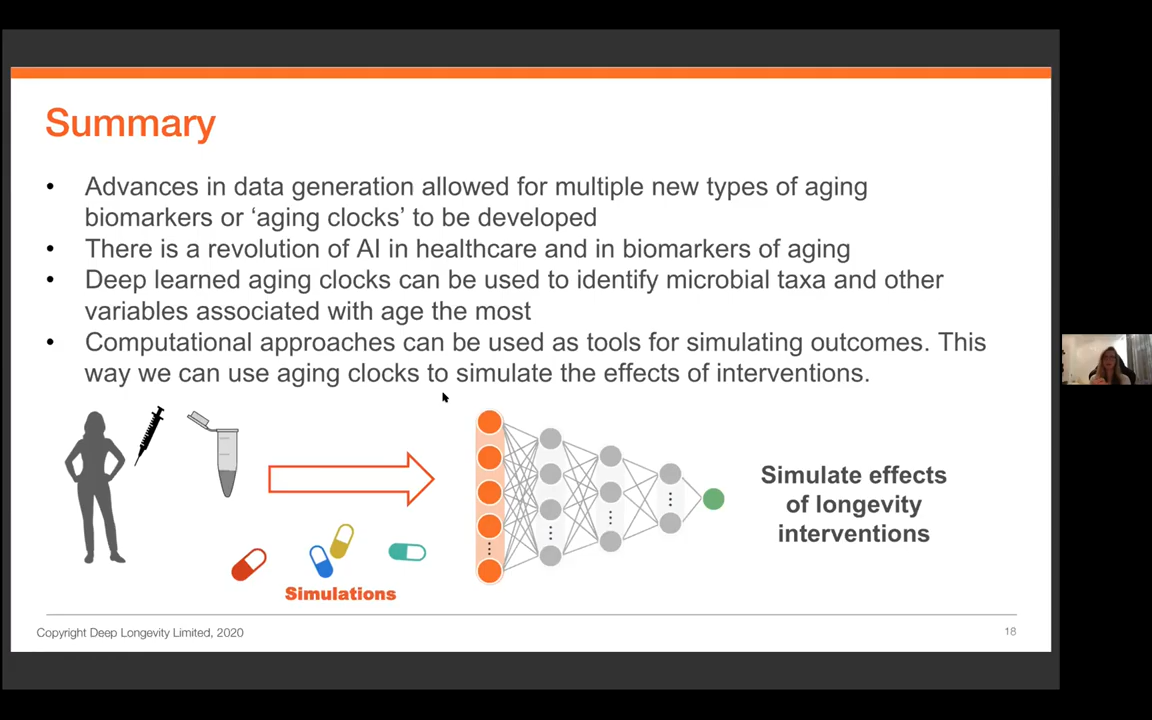 Summary
• Advances in data generation allowed for multiple new types of aging
biomarkers or ‘aging clocks’ to be developed
• There is a revolution of AI in healthcare and in biomarkers of aging
• Deep learned aging clocks can be used to identify microbial taxa and other
variables associated with age the most
• Computational approaches can be used as tools for simulating outcomes. This
way we can use aging clocks to simulate the effects of interventions.
Simulate effects
of longevity
interventions
Simulations
Copyright Deep Longevity Limited, 2020
18